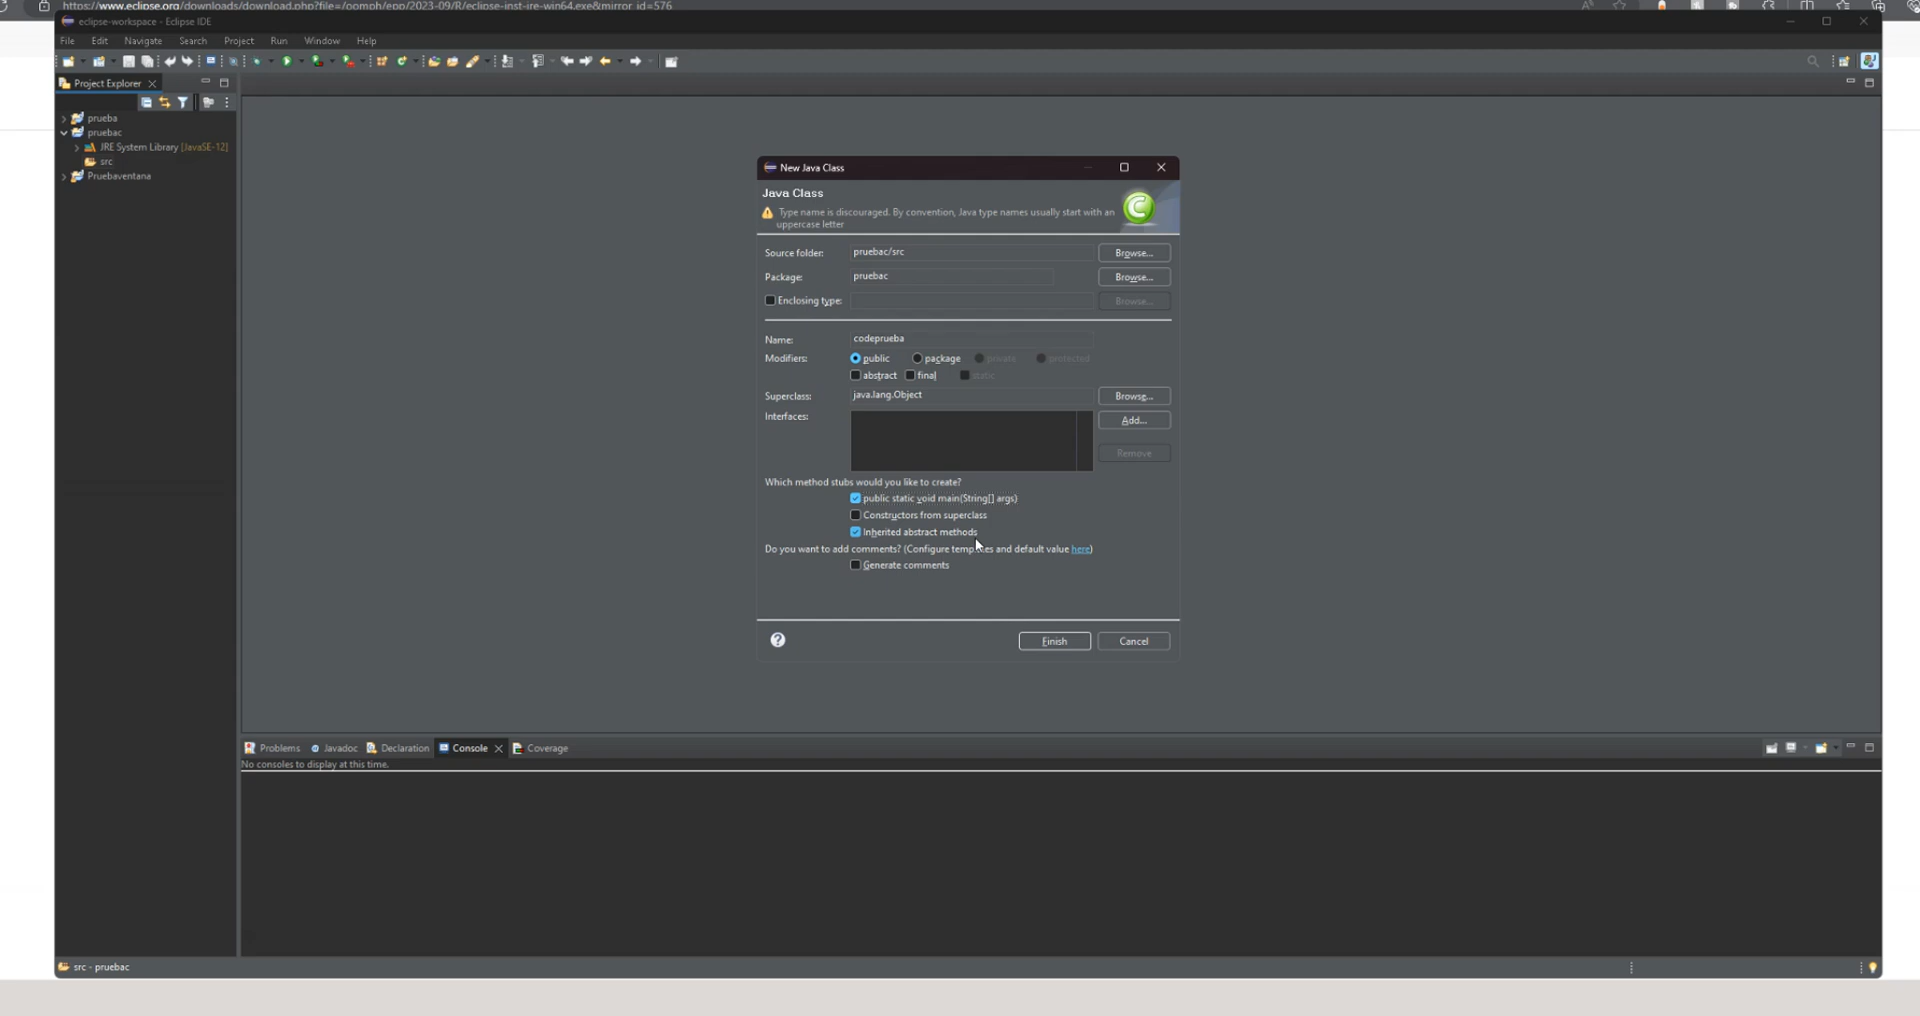 https://www.eclipse.org/downloads/download.php?file=/oomph/epp/2023-09/R/eclipse-inst-jre-win64.exe&mirror_id=576
eclipse-workspace - Eclipse IDE
File Edit Navigate Search Project Run Window Help
Project Explorer
prueba
pruebac
JRE System Library [JavaSE-12]
src
Pruebaventana
New Java Class
Java Class
Type name is discouraged. By convention, Java type names usually start with an
uppercase letter
Source folder: pruebac/src Browse...
Package: pruebac Browse...
Enclosing type: Browse...
Name: codeprueba
Modifiers: public package private protected
abstract final static
Superclass: java.lang.Object Browse...
Interfaces: Add...
Remove
Which method stubs would you like to create?
public static void main(String[] args)
Constructors from superclass
Inherited abstract methods
Do you want to add comments? (Configure templates and default value here)
Generate comments
Finish Cancel
Problems Javadoc Declaration Console Coverage
No consoles to display at this time.
src - pruebac